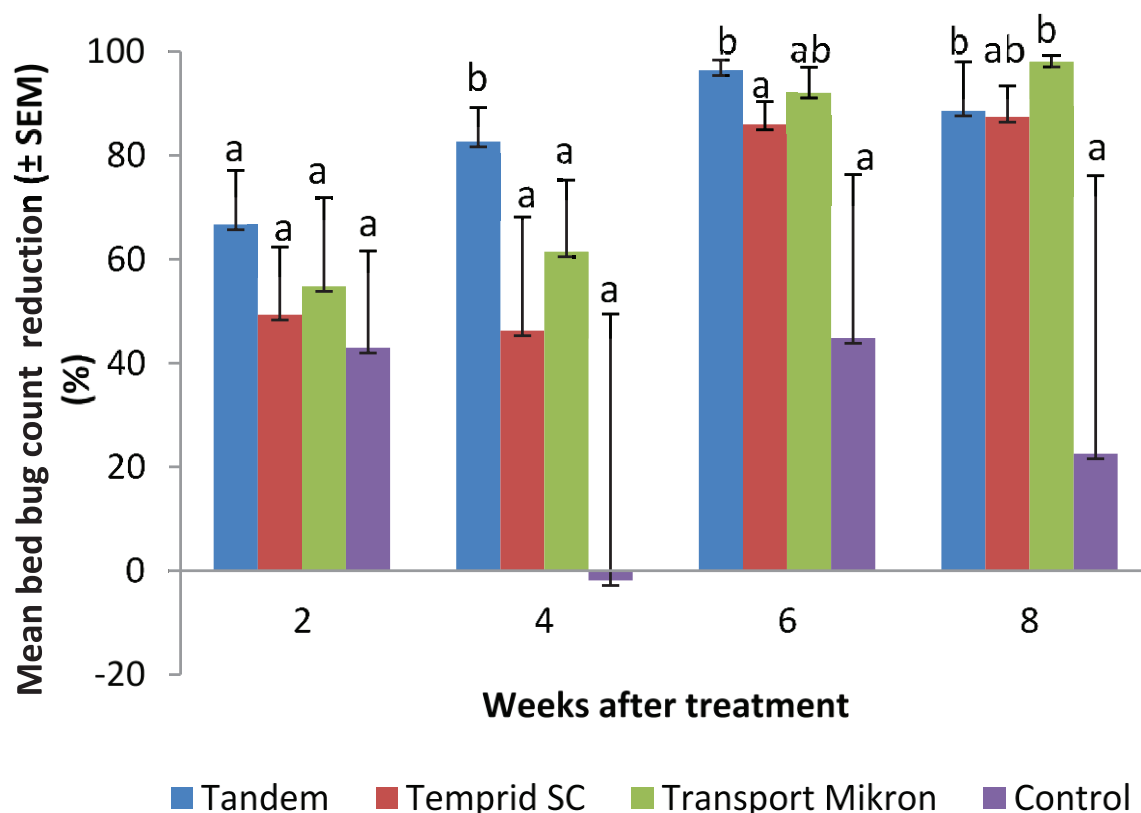 Mean bed bug count reduction (± SEM)
(%)
100
80
60
40
20
0
-20
a
a
a
a
b
a
a
a
b
a
ab
a
b
ab
b
a
2
4
6
8
Weeks after treatment
Tandem
Temprid SC
Transport Mikron
Control